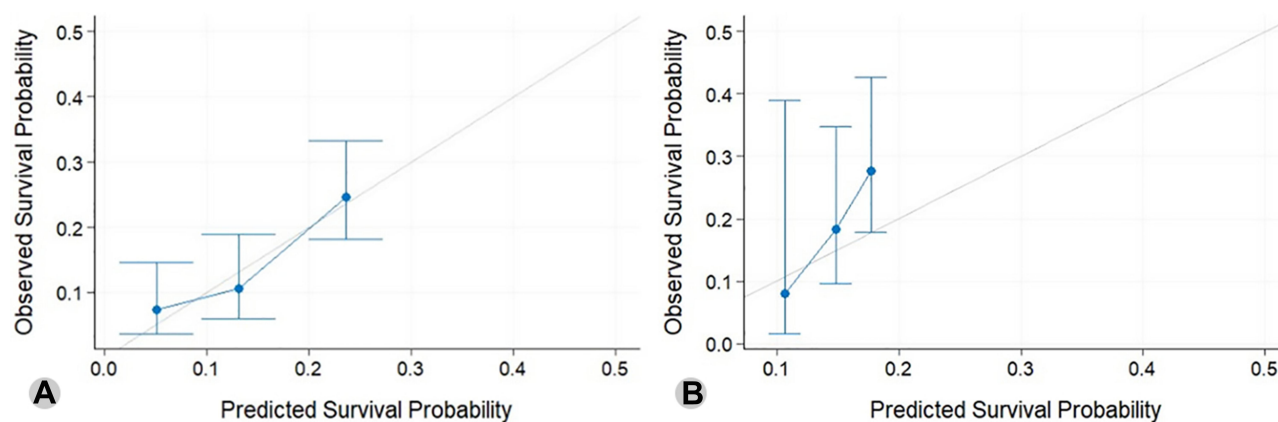 Observed Survival Probability
0.5
0.4
0.3
0.2
0.1
0.0 0.1 0.2 0.3 0.4 0.5
Predicted Survival Probability
A
Observed Survival Probability
0.5
0.4
0.3
0.2
0.1
0.0
0.1 0.2 0.3 0.4 0.5
Predicted Survival Probability
B